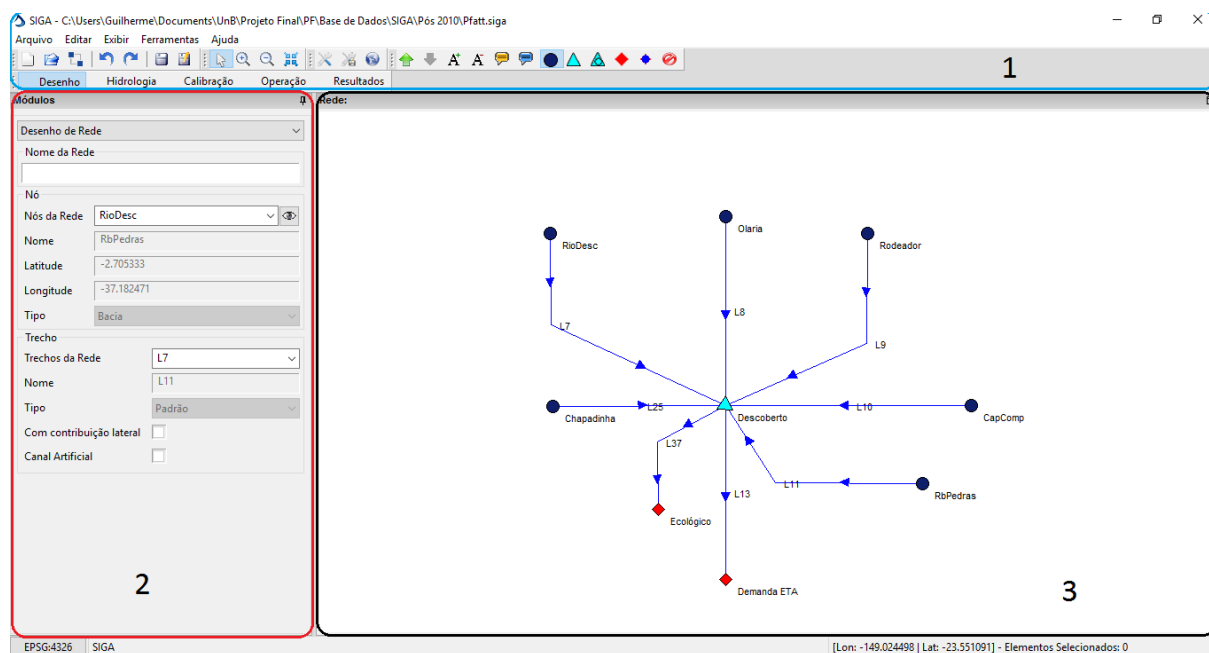 SIGA - C:\Users\Guilherme\Documents\UnB\Projeto Final\PF\Base de Dados\SIGA\Pós 2010\Pfatt.siga
Arquivo Editar Exibir Ferramentas Ajuda
A+ A-
1
Desenho Hidrologia Calibração Operação Resultados
Módulos
Rede:
Desenho de Rede
Nome da Rede
Nó
Nós da Rede RioDesc
Nome RbPedras
Latitude -2.705333
Longitude -37.182471
Tipo Bacia
Trecho
Trechos da Rede L7
Nome L11
Tipo Padrão
Com contribuição lateral
Canal Artificial
2
RioDesc
Olaria
Rodeador
L7
L8
L9
Chapadinha
L25
Descoberto
L10
CapComp
L37
L11
RbPedras
L13
Ecológico
Demanda ETA
3
EPSG:4326 SIGA
[Lon: -149.024498 | Lat: -23.551091] - Elementos Selecionados: 0